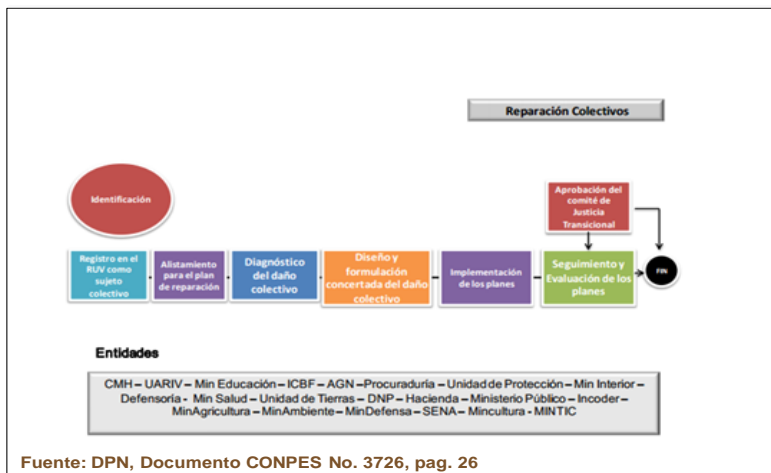 Reparación Colectivos
Identificación
Aprobación del
comité de
Justicia
Transicional
Registro en el
RUV como
sujeto
colectivo
Alistamiento
para el plan
de reparación
Diagnóstico
del daño
colectivo
Diseño y
formulación
concertada del daño
colectivo
Implementación
de los planes
Seguimiento y
Evaluación de los
planes
FIN
Entidades
CMH – UARIV – Min Educación – ICBF – AGN –Procuraduría – Unidad de Protección – Min Interior –
Defensoría - Min Salud – Unidad de Tierras – DNP – Hacienda – Ministerio Público – Incoder –
MinAgricultura – MinAmbiente – MinDefensa – SENA – Mincultura - MINTIC
Fuente: DPN, Documento CONPES No. 3726, pag. 26